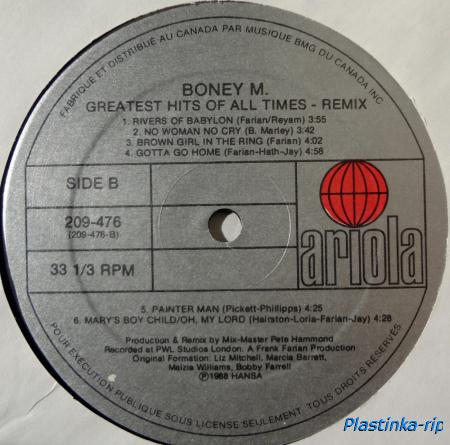 FABRIQUÉ ET DISTRIBUÉ AU CANADA PAR MUSIQUE BMG DU CANADA INC
BONEY M.
GREATEST HITS OF ALL TIMES - REMIX
1. RIVERS OF BABYLON (Farian/Reyam) 3:55
2. NO WOMAN NO CRY (B. Marley) 3:42
3. BROWN GIRL IN THE RING (Farian) 4:02
4. GOTTA GO HOME (Farian-Hath-Jay) 4:58
SIDE B
209-476
(209-476-B)
33 1/3 RPM
ariola
5. PAINTER MAN (Pickett-Phillipps) 4:25
6. MARY'S BOY CHILD/OH, MY LORD (Hairston-Loria-Farian-Jay) 4:28
Production & Remix by Mix-Master Pete Hammond
Recorded at PWL Studios London. A Frank Farian Production
Original Formation: Liz Mitchell, Marcia Barrett,
Maizie Williams, Bobby Farrell
Ⓟ1988 HANSA
POUR EXÉCUTION PUBLIQUE SOUS LICENSE SEULEMENT. TOUS DROITS RÉSERVÉS
Plastinka-rip